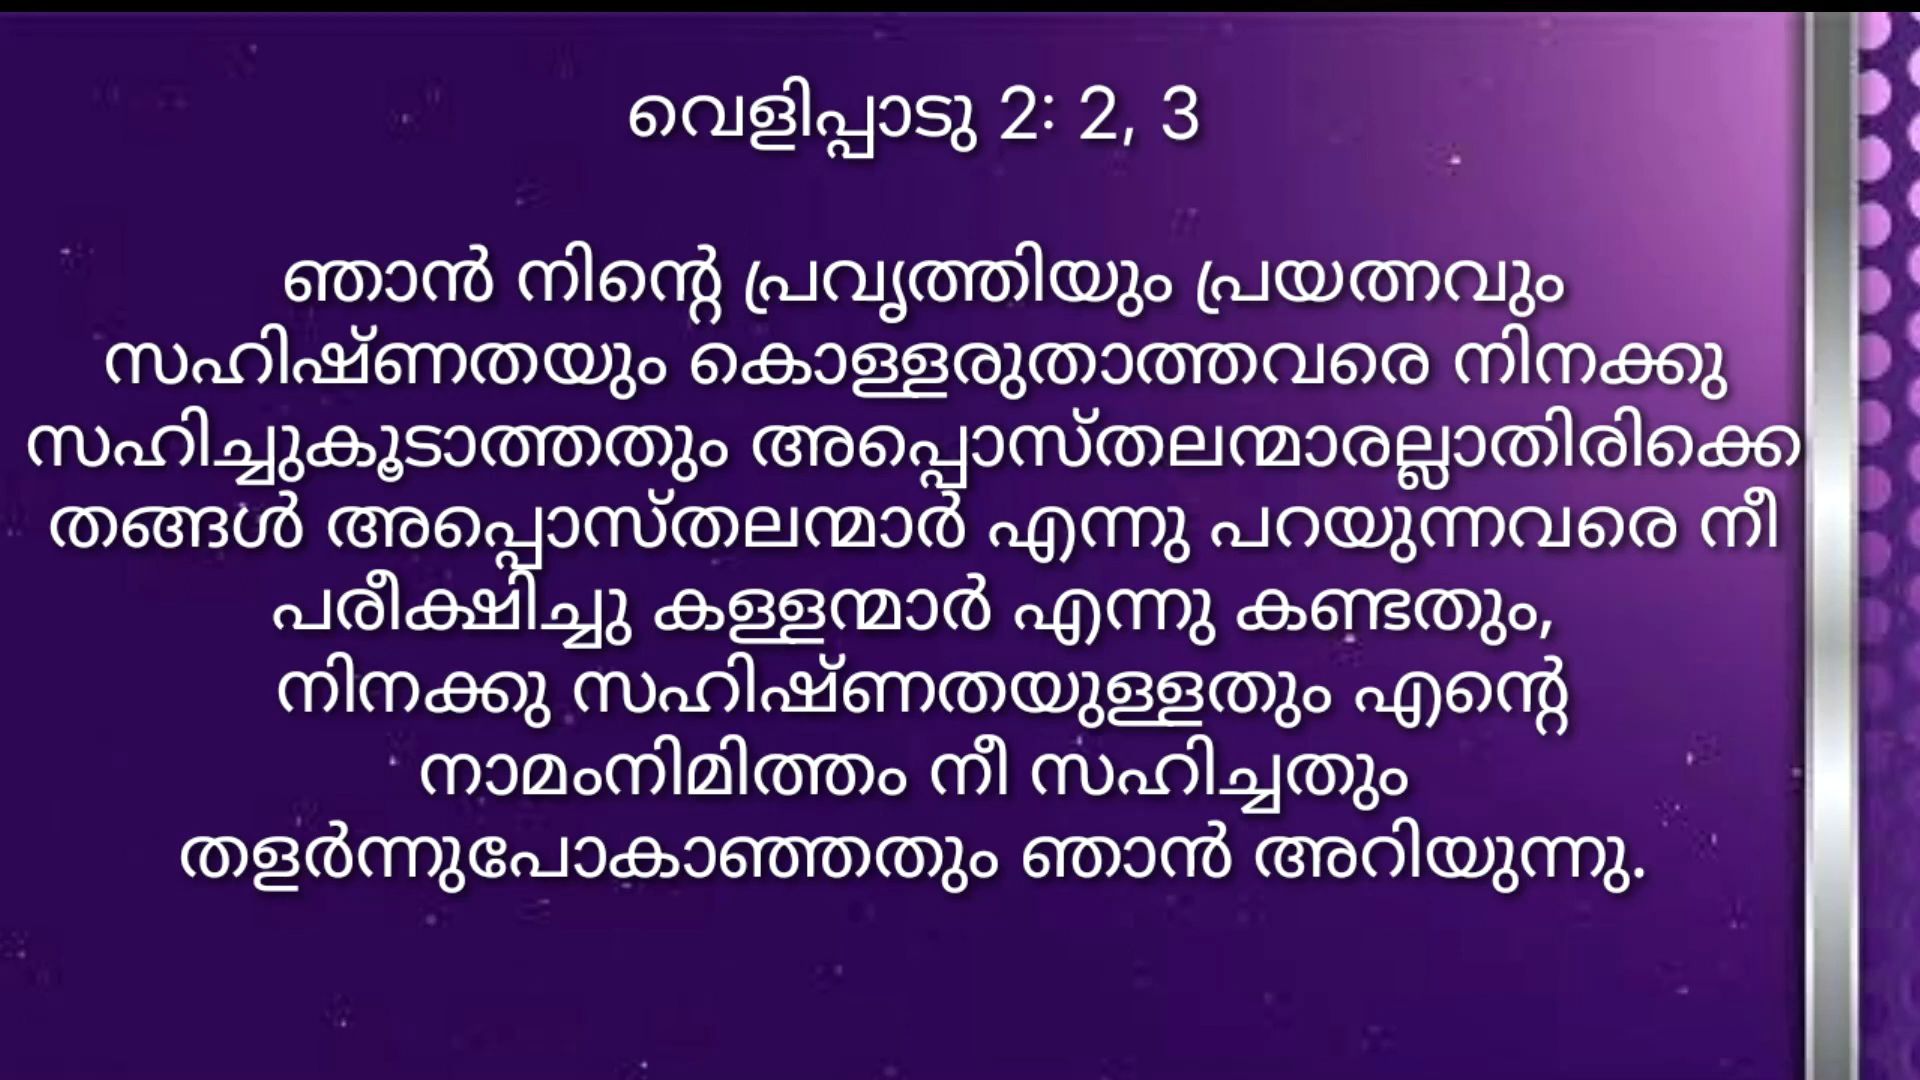 വെളിപ്പാടു 2: 2, 3
ഞാൻ നിന്റെ പ്രവൃത്തിയും പ്രയത്നവും
സഹിഷ്ണതയും കൊള്ളരുതാത്തവരെ നിനക്കു
സഹിച്ചുകൂടാത്തതും അപ്പൊസ്തലന്മാരല്ലാതിരിക്കെ
തങ്ങൾ അപ്പൊസ്തലന്മാർ എന്നു പറയുന്നവരെ നീ
പരീക്ഷിച്ചു കള്ളന്മാർ എന്നു കണ്ടതും,
നിനക്കു സഹിഷ്ണതയുള്ളതും എന്റെ
നാമംനിമിത്തം നീ സഹിച്ചതും
തളർന്നുപോകാഞ്ഞതും ഞാൻ അറിയുന്നു.